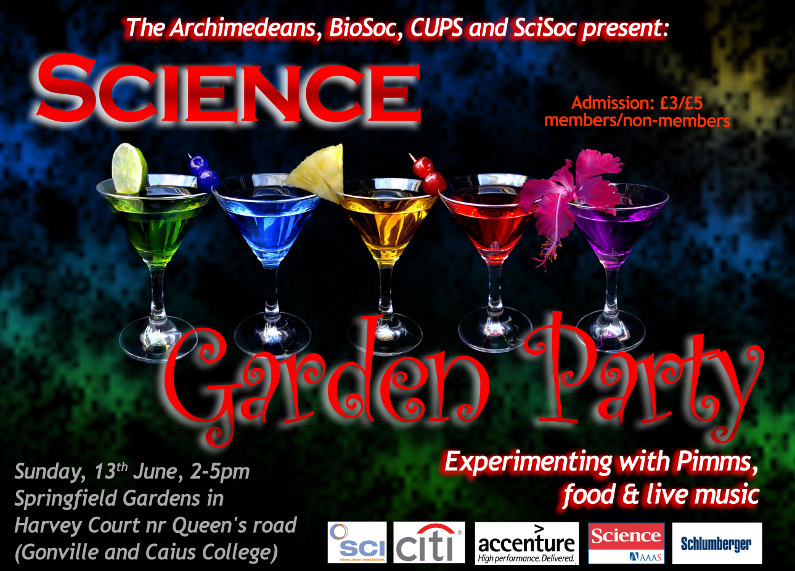 The Archimedeans, BioSoc, CUPS and SciSoc present:
SCIENCE
Admission: £3/£5
members/non-members
Garden Party
Experimenting with Pimms,
food & live music
Sunday, 13th June, 2-5pm
Springfield Gardens in
Harvey Court nr Queen's road
(Gonville and Caius College)
SCI
citi®
accenture
High performance. Delivered.
Science
AAAS
Schlumberger